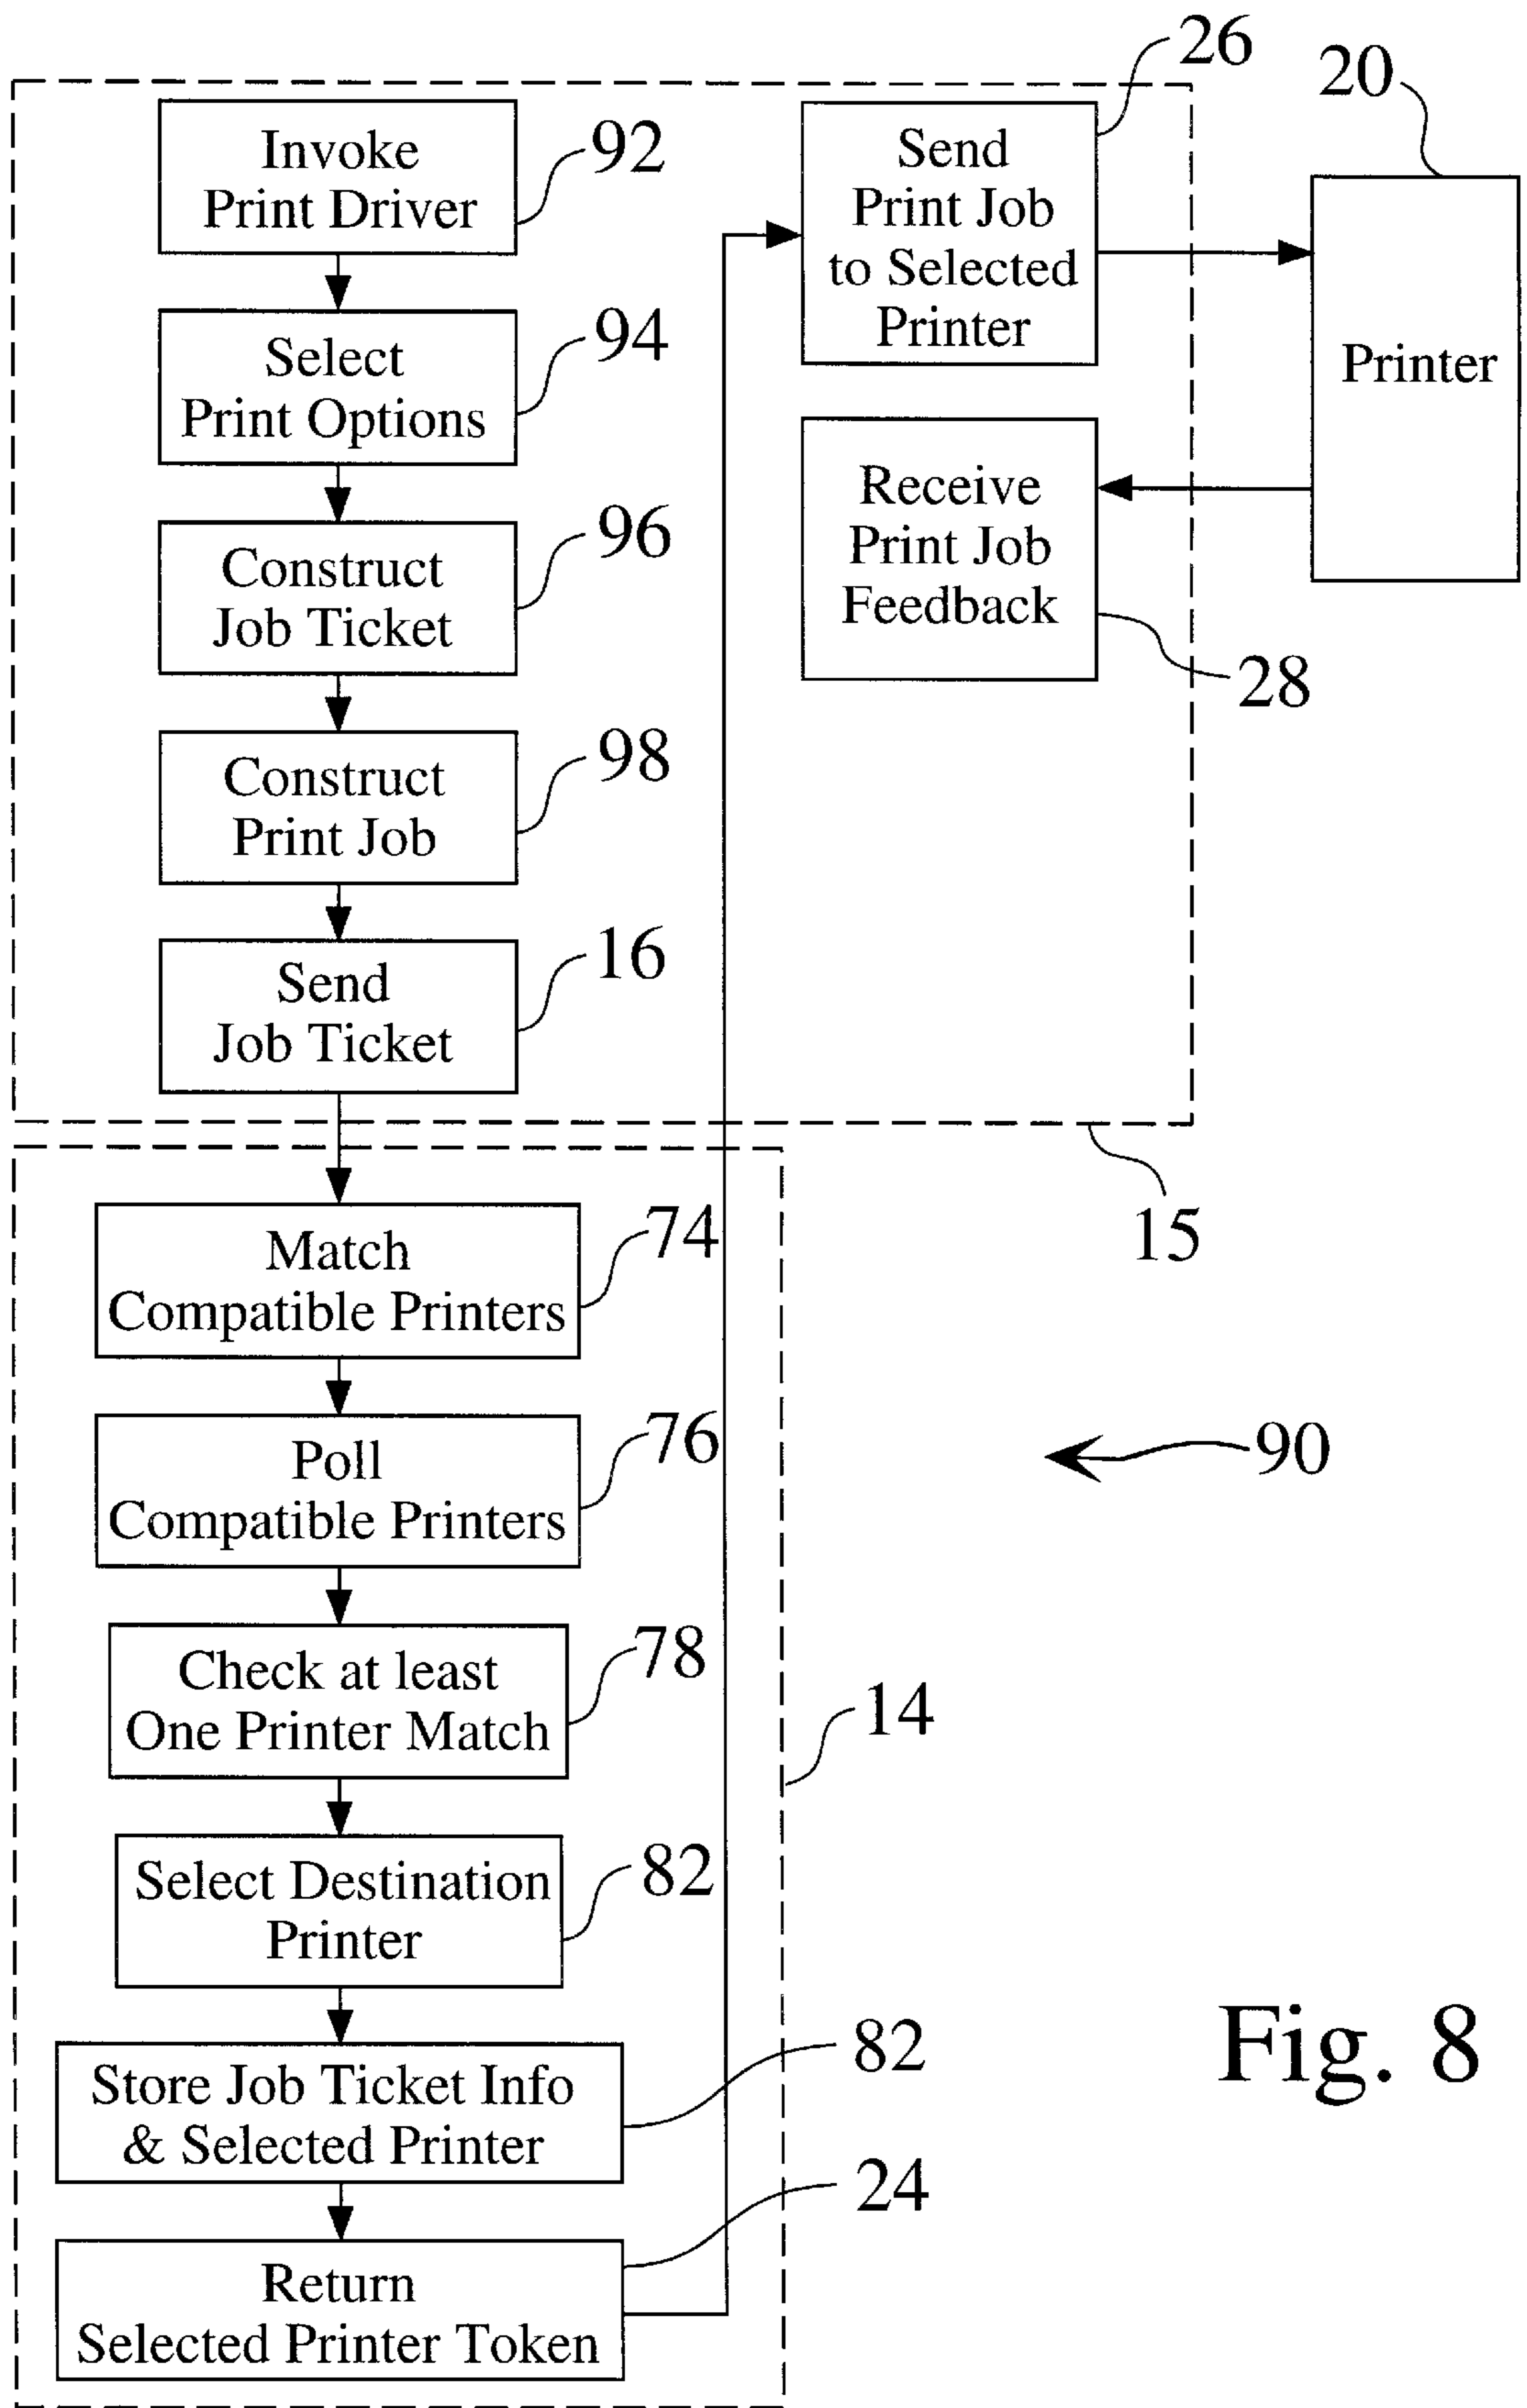 Invoke
Print Driver
92
Select
Print Options
94
Construct
Job Ticket
96
Construct
Print Job
98
Send
Job Ticket
16
Send
Print Job
to Selected
Printer
26
Printer
20
Receive
Print Job
Feedback
28
15
Match
Compatible Printers
74
Poll
Compatible Printers
76
Check at least
One Printer Match
78
Select Destination
Printer
82
Store Job Ticket Info
& Selected Printer
82
Return
Selected Printer Token
24
14
90
Fig. 8